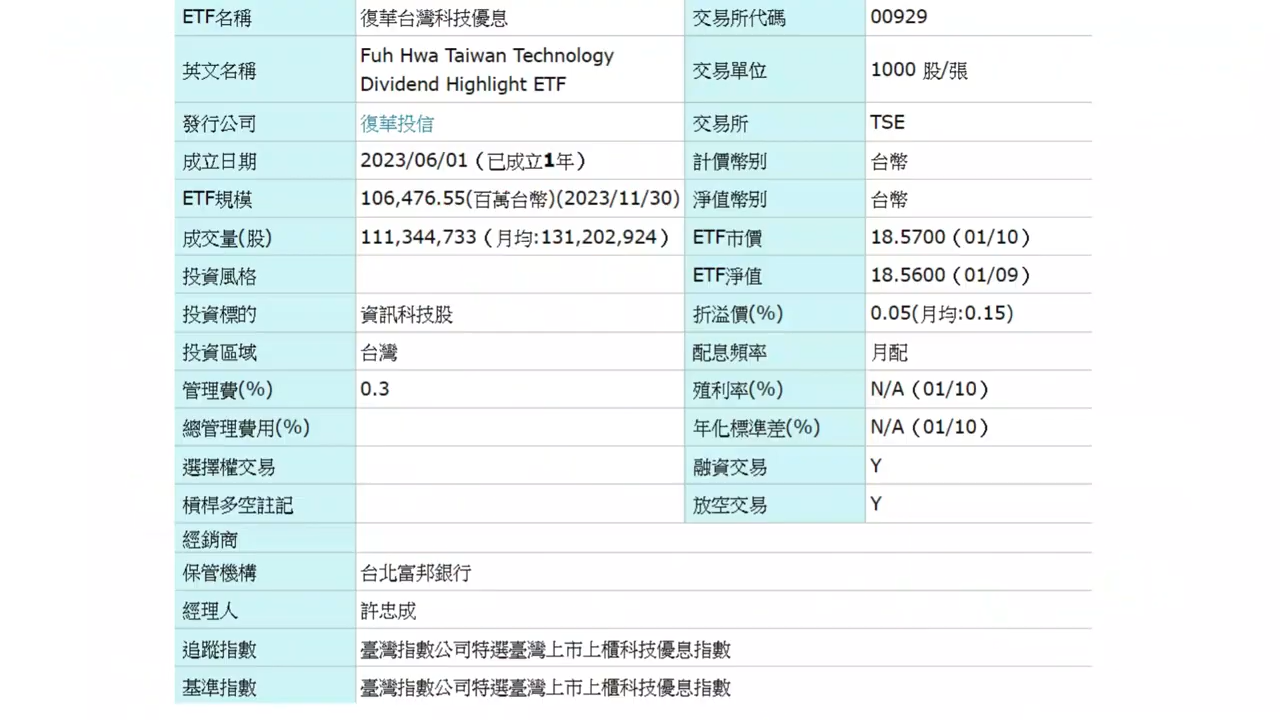 ETF名稱 復華台灣科技優息 交易所代碼 00929
英文名稱 Fuh Hwa Taiwan Technology Dividend Highlight ETF 交易單位 1000 股/張
發行公司 復華投信 交易所 TSE
成立日期 2023/06/01（已成立1年） 計價幣別 台幣
ETF規模 106,476.55(百萬台幣)(2023/11/30) 淨值幣別 台幣
成交量(股) 111,344,733（月均:131,202,924） ETF市價 18.5700（01/10）
投資風格 ETF淨值 18.5600（01/09）
投資標的 資訊科技股 折溢價(%) 0.05(月均:0.15)
投資區域 台灣 配息頻率 月配
管理費(%) 0.3 殖利率(%) N/A（01/10）
總管理費用(%) 年化標準差(%) N/A（01/10）
選擇權交易 融資交易 Y
槓桿多空註記 放空交易 Y
經銷商
保管機構 台北富邦銀行
經理人 許忠成
追蹤指數 臺灣指數公司特選臺灣上市上櫃科技優息指數
基準指數 臺灣指數公司特選臺灣上市上櫃科技優息指數